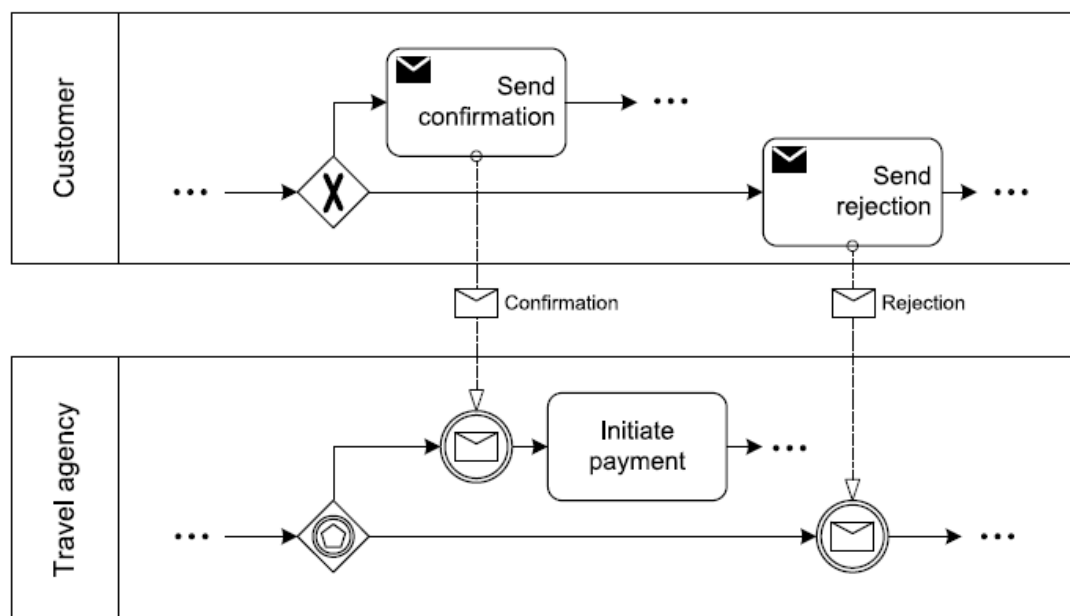 Customer
Send
confirmation
...
...
Send
rejection
...
Confirmation
Rejection
Travel agency
Initiate
payment
...
...
...